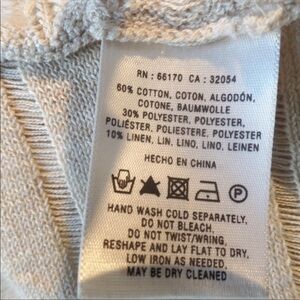 RN : 66170 CA : 32054
60% COTTON, COTON, ALGODÓN,
COTONE, BAUMWOLLE
30% POLYESTER, POLYESTER,
POLIÉSTER, POLIESTERE, POLYESTER
10% LINEN, LIN, LINO, LINO, LEINEN
HECHO EN CHINA
P
HAND WASH COLD SEPARATELY,
DO NOT BLEACH.
DO NOT TWIST/WRING,
RESHAPE AND LAY FLAT TO DRY,
LOW IRON AS NEEDED,
MAY BE DRY CLEANED